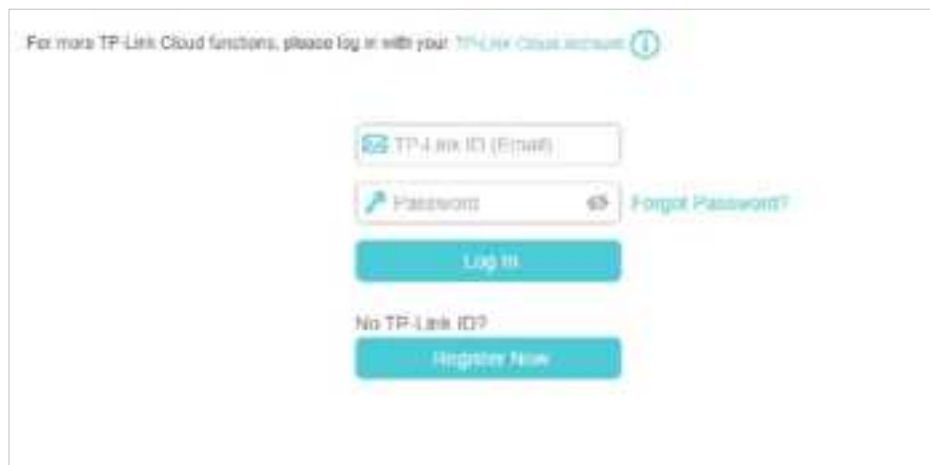 For more TP-Link Cloud functions, please log in with your TP-Link Cloud account.
TP-Link ID (Email)
Password
Forgot Password?
Log In
No TP-Link ID?
Register Now